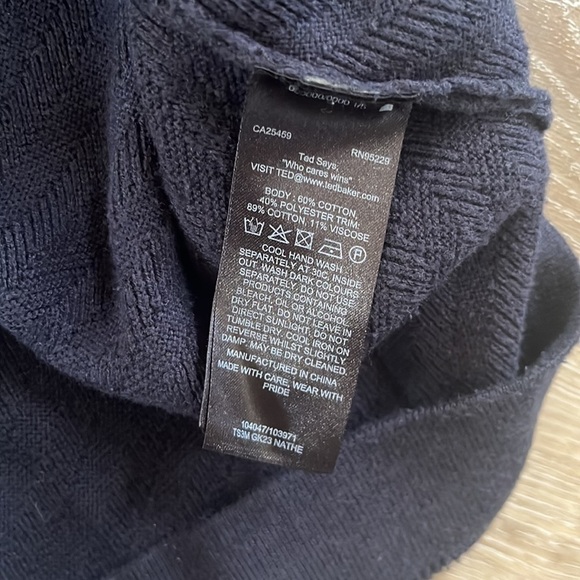 CA25459 RN95229
Ted Says,
"Who cares wins"
VISIT TED@www.tedbaker.com
BODY : 60% COTTON,
40% POLYESTER TRIM:
89% COTTON, 11% VISCOSE
COOL HAND WASH
SEPARATELY AT 30C, INSIDE
OUT. WASH DARK COLOURS
SEPARATELY. DO NOT USE
PRODUCTS CONTAINING
BLEACH, OIL OR ALCOHOL.
DRY FLAT. DO NOT LEAVE IN
DIRECT SUNLIGHT. DO NOT
TUMBLE DRY. COOL IRON ON
REVERSE WHILST SLIGHTLY
DAMP. MAY BE DRY CLEANED.
MANUFACTURED IN CHINA
MADE WITH CARE, WEAR WITH
PRIDE
104047/103971
TS3M GK23 NATHE